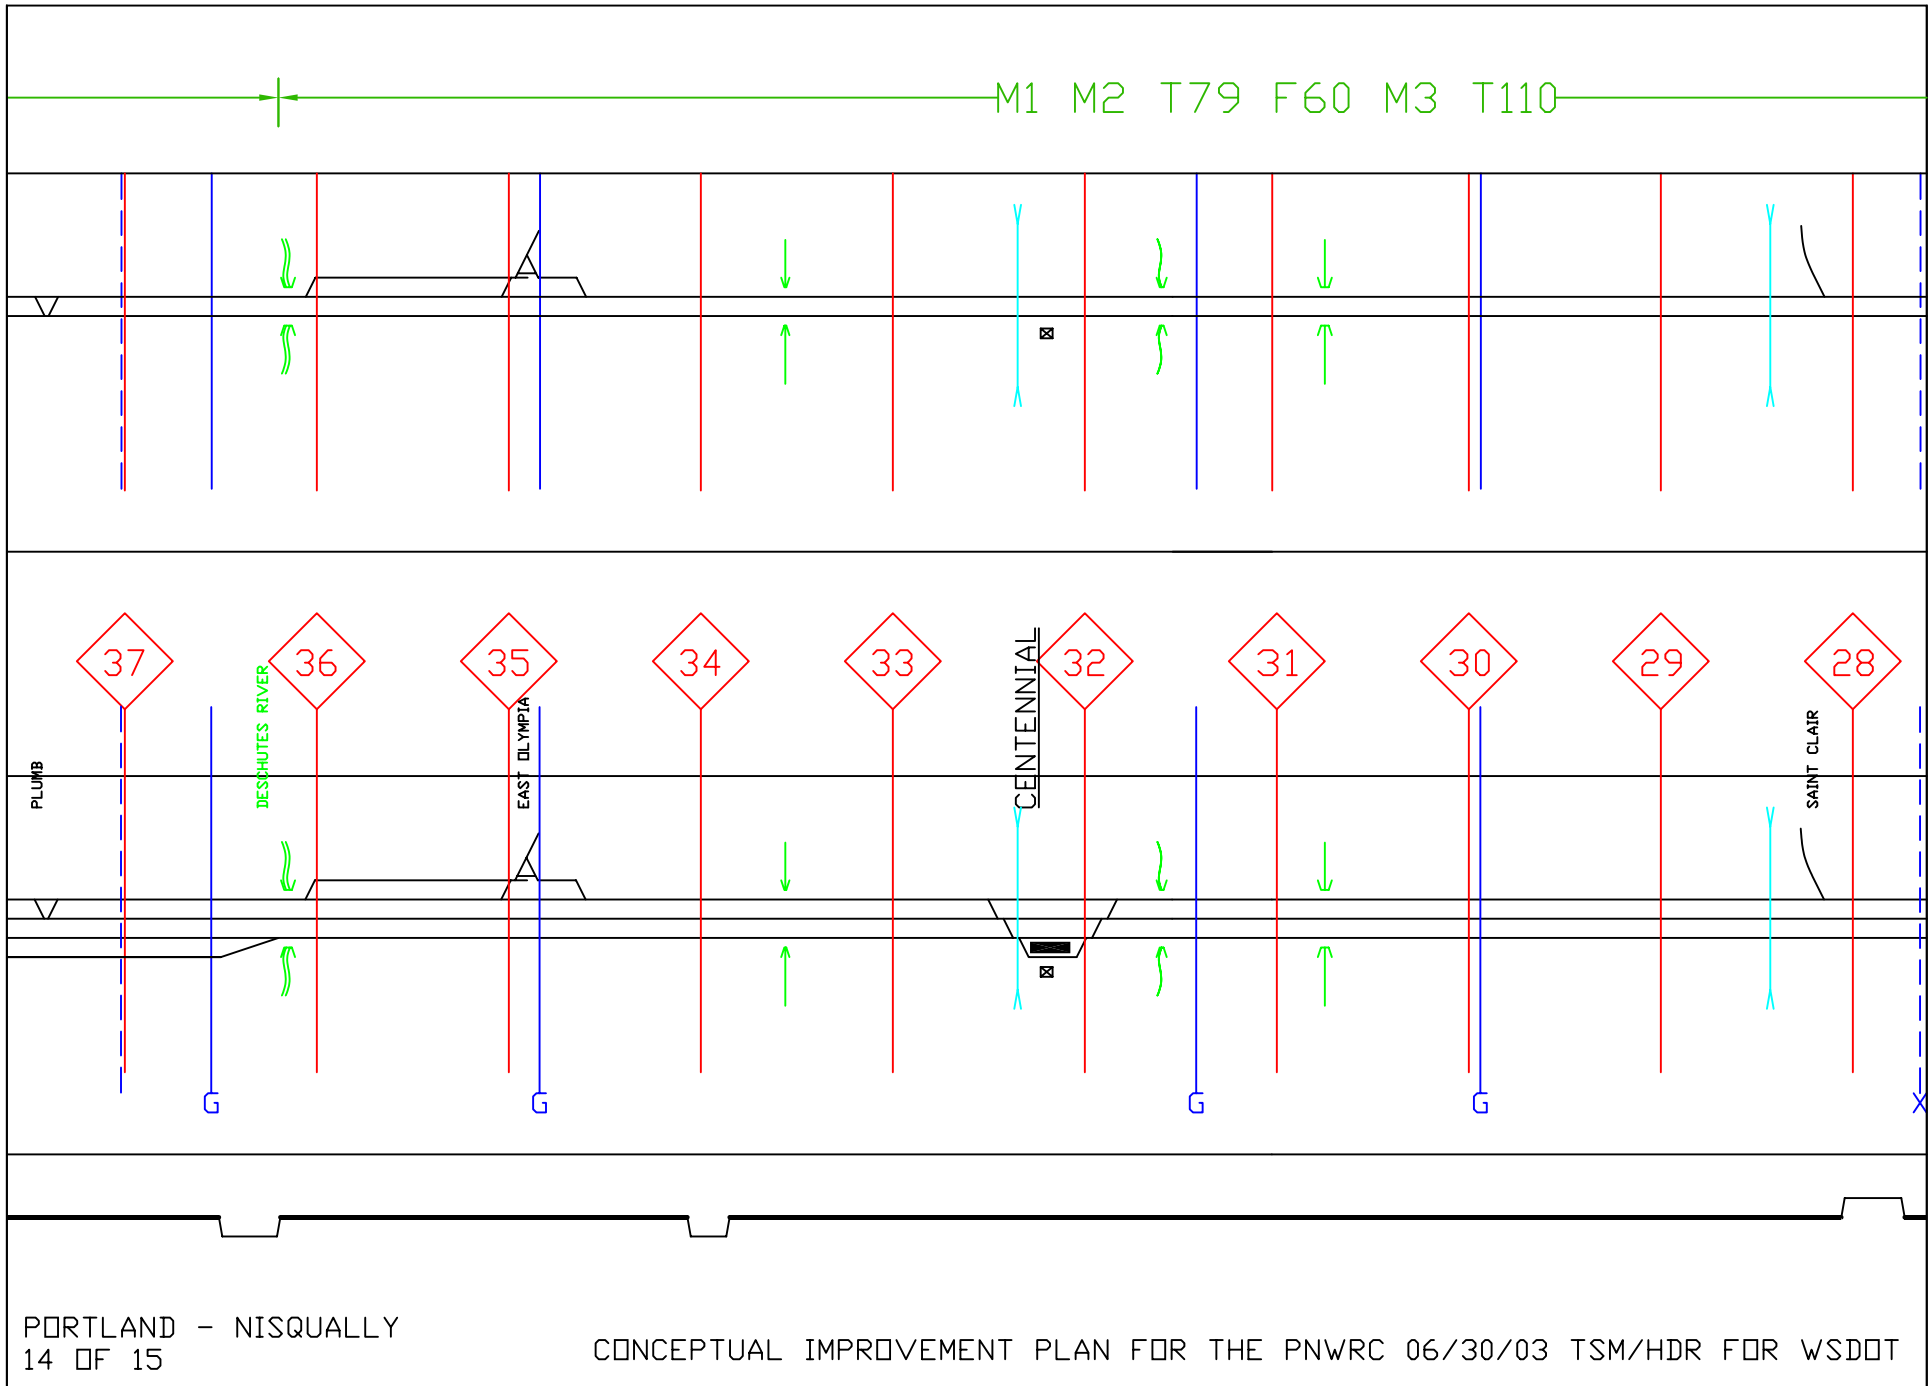 M1 M2 T79 F60 M3 T110
37 36 35 34 33 32 31 30 29 28
PLUMB
DESCHUTES RIVER
EAST OLYMPIA
CENTENNIAL
SAINT CLAIR
G G G G X
PORTLAND - NISQUALLY
14 OF 15
CONCEPTUAL IMPROVEMENT PLAN FOR THE PNWRC 06/30/03 TSM/HDR FOR WSDOT